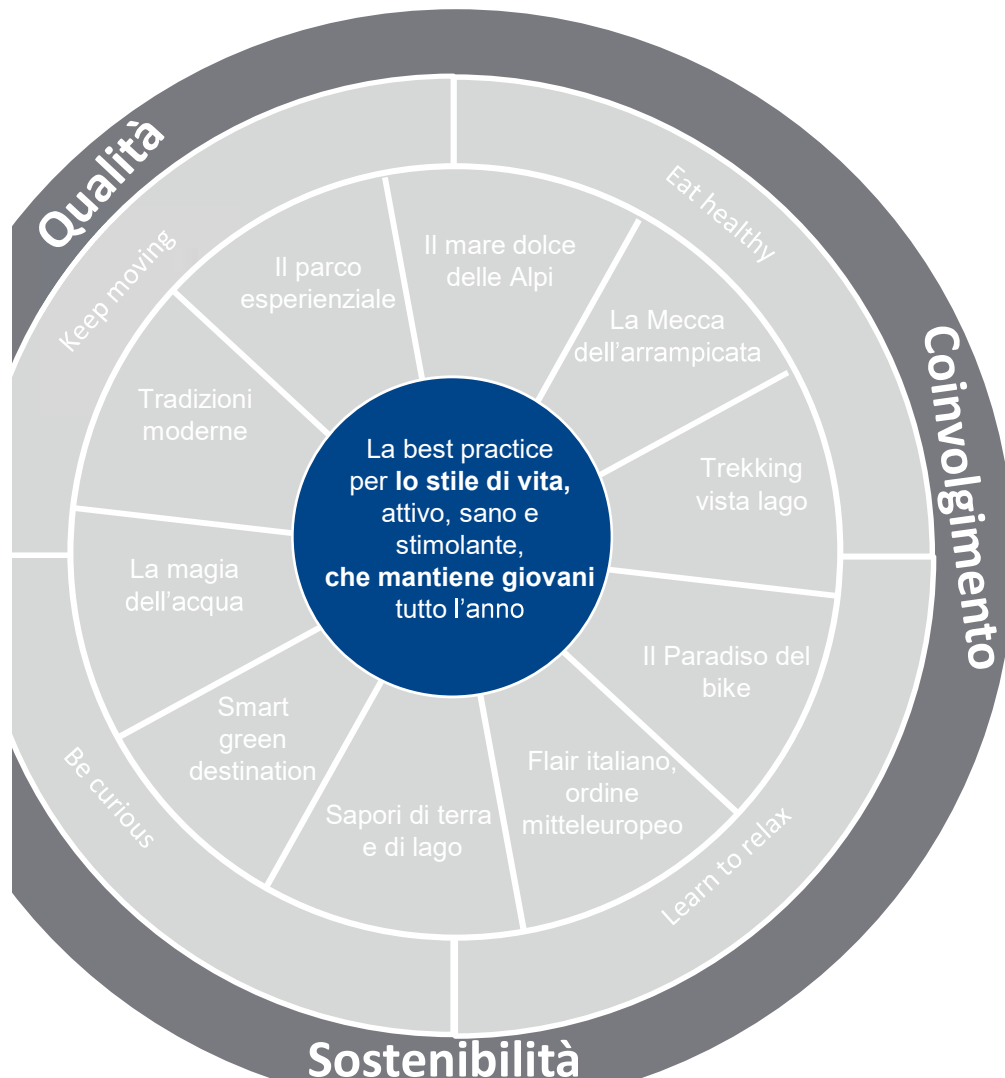 Qualità
Keep moving
Eat healthy
Il parco
esperienziale
Il mare dolce
delle Alpi
La Mecca
dell'arrampicata
Coinvolgimento
Tradizioni
moderne
La best practice
per lo stile di vita,
attivo, sano e
stimolante,
che mantiene giovani
tutto l'anno
Trekking
vista lago
La magia
dell'acqua
Il Paradiso del
bike
Smart
green
destination
Flair italiano,
ordine
mitteleuropeo
Sapori di terra
e di lago
Be curious
Learn to relax
Sostenibilità